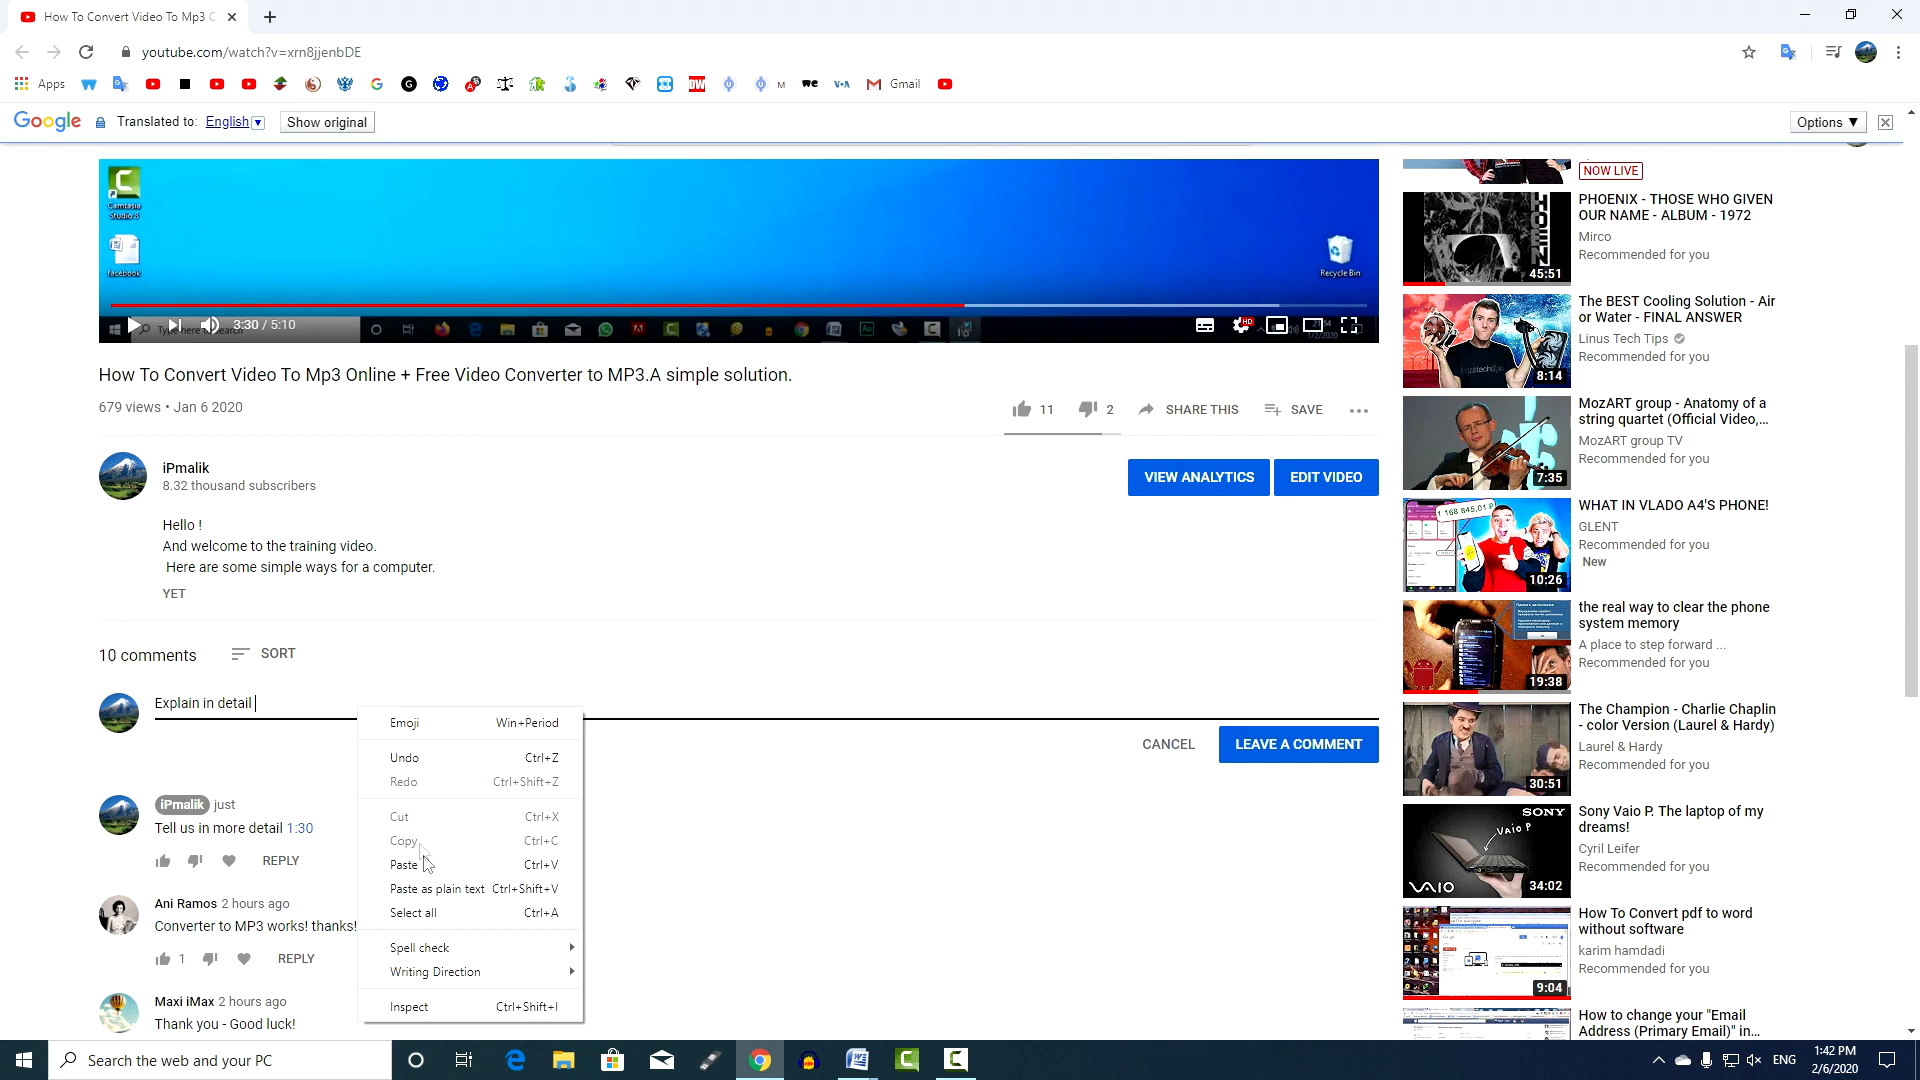 How To Convert Video To Mp3
youtube.com/watch?v=xrn8jjenbDE
Apps
M
Gmail
Google Translated to: English Show original Options
Camtasia
Studio 8
facebook
Recycle Bin
3:30 / 5:10
How To Convert Video To Mp3 Online + Free Video Converter to MP3.A simple solution.
679 views • Jan 6 2020
11 2 SHARE THIS SAVE
iPmalik
8.32 thousand subscribers
VIEW ANALYTICS EDIT VIDEO
Hello !
And welcome to the training video.
Here are some simple ways for a computer.
YET
10 comments SORT
Explain in detail
CANCEL LEAVE A COMMENT
Emoji Win+Period
Undo Ctrl+Z
Redo Ctrl+Shift+Z
Cut Ctrl+X
Copy Ctrl+C
Paste Ctrl+V
Paste as plain text Ctrl+Shift+V
Select all Ctrl+A
Spell check
Writing Direction
Inspect Ctrl+Shift+I
iPmalik just
Tell us in more detail 1:30
REPLY
Ani Ramos 2 hours ago
Converter to MP3 works! thanks!
1 REPLY
Maxi iMax 2 hours ago
Thank you - Good luck!
NOW LIVE
PHOENIX - THOSE WHO GIVEN
OUR NAME - ALBUM - 1972
Mirco
Recommended for you
45:51
The BEST Cooling Solution - Air
or Water - FINAL ANSWER
Linus Tech Tips
Recommended for you
8:14
MozART group - Anatomy of a
string quartet (Official Video,...
MozART group TV
Recommended for you
7:35
WHAT IN VLADO A4'S PHONE!
GLENT
Recommended for you
New
1 168 845,01 ₽
10:26
the real way to clear the phone
system memory
A place to step forward ...
Recommended for you
19:38
The Champion - Charlie Chaplin
- color Version (Laurel & Hardy)
Laurel & Hardy
Recommended for you
30:51
Sony Vaio P. The laptop of my
dreams!
Cyril Leifer
Recommended for you
SONY
Vaio P
VAIO
34:02
How To Convert pdf to word
without software
karim hamdadi
Recommended for you
9:04
How to change your "Email
Address (Primary Email)" in...
Search the web and your PC
ENG
1:42 PM
2/6/2020